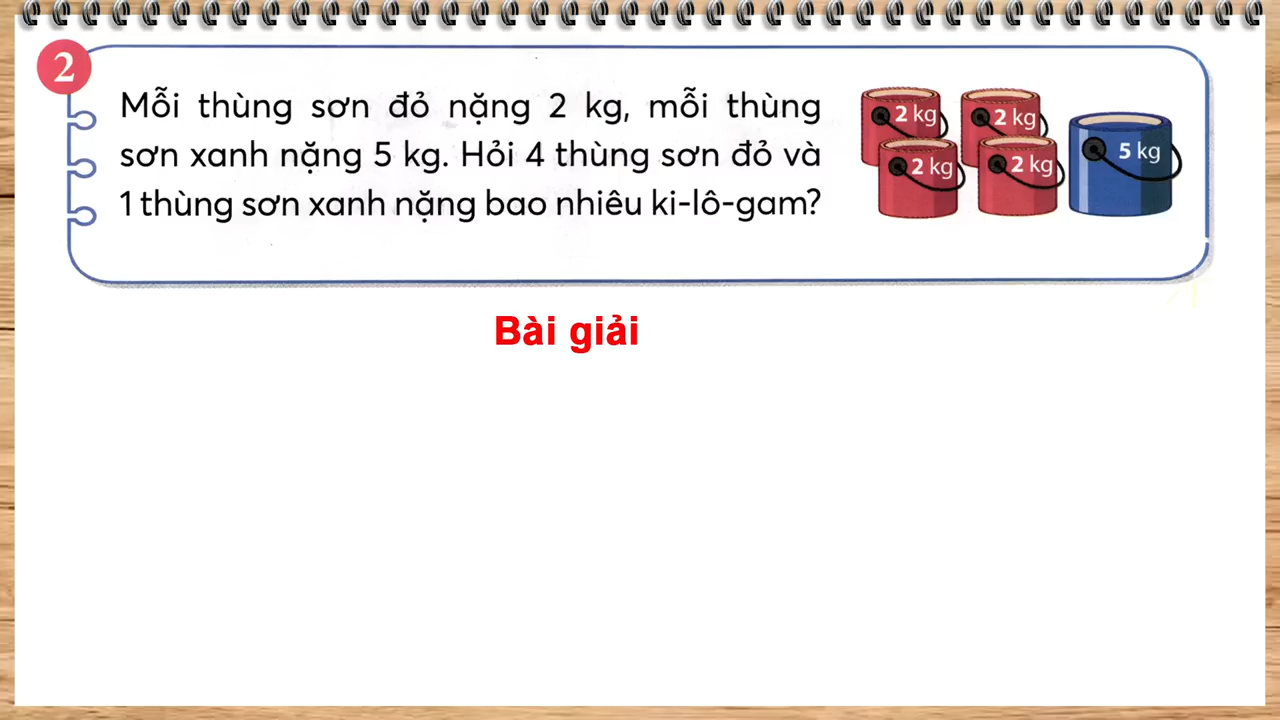 2
Mỗi thùng sơn đỏ nặng 2 kg, mỗi thùng
sơn xanh nặng 5 kg. Hỏi 4 thùng sơn đỏ và
1 thùng sơn xanh nặng bao nhiêu ki-lô-gam?
2 kg
2 kg
2 kg
2 kg
5 kg
Bài giải